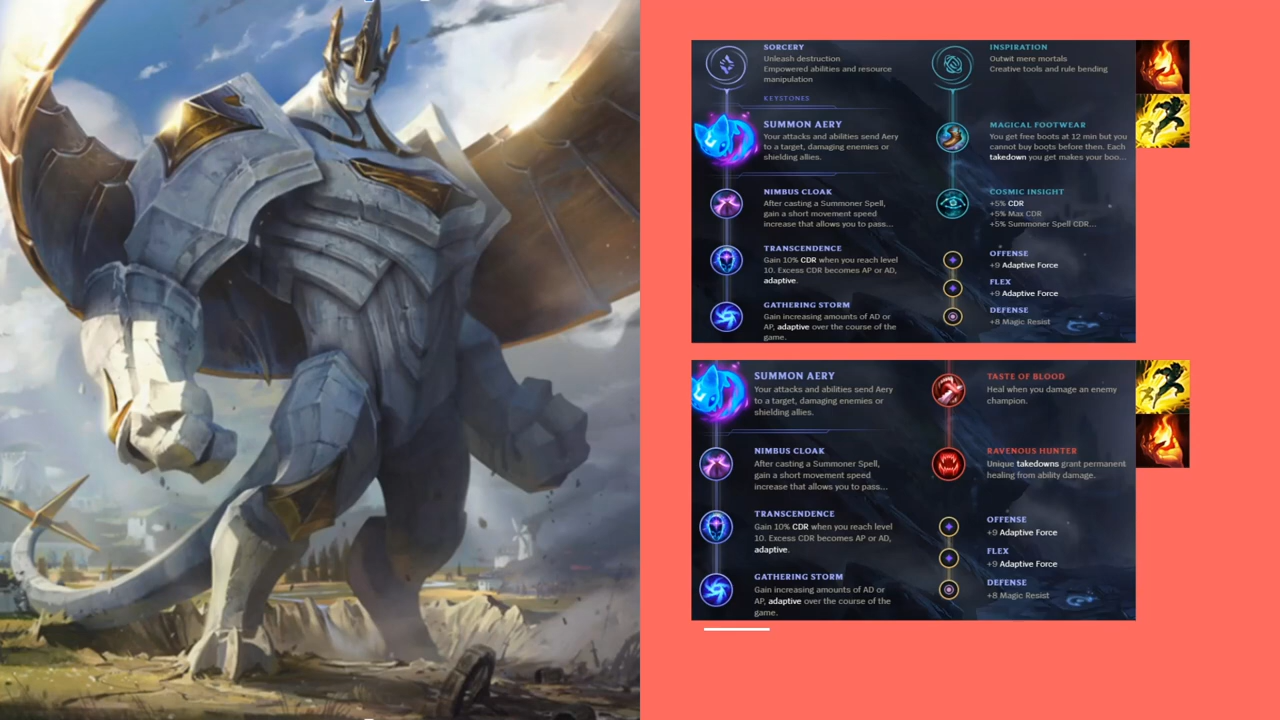 SORCERY
Unleash destruction
Empowered abilities and resource
manipulation
KEYSTONES
SUMMON AERY
Your attacks and abilities send Aery
to a target, damaging enemies or
shielding allies.
NIMBUS CLOAK
After casting a Summoner Spell,
gain a short movement speed
increase that allows you to pass...
TRANSCENDENCE
Gain 10% CDR when you reach level
10. Excess CDR becomes AP or AD,
adaptive.
GATHERING STORM
Gain increasing amounts of AD or
AP, adaptive over the course of the
game.
INSPIRATION
Outwit mere mortals
Creative tools and rule bending
MAGICAL FOOTWEAR
You get free boots at 12 min but you
cannot buy boots before then. Each
takedown you get makes your boo...
COSMIC INSIGHT
+5% CDR
+5% Max CDR
+5% Summoner Spell CDR...
OFFENSE
+9 Adaptive Force
FLEX
+9 Adaptive Force
DEFENSE
+8 Magic Resist
SUMMON AERY
Your attacks and abilities send Aery
to a target, damaging enemies or
shielding allies.
NIMBUS CLOAK
After casting a Summoner Spell,
gain a short movement speed
increase that allows you to pass...
TRANSCENDENCE
Gain 10% CDR when you reach level
10. Excess CDR becomes AP or AD,
adaptive.
GATHERING STORM
Gain increasing amounts of AD or
AP, adaptive over the course of the
game.
TASTE OF BLOOD
Heal when you damage an enemy
champion.
RAVENOUS HUNTER
Unique takedowns grant permanent
healing from ability damage.
OFFENSE
+9 Adaptive Force
FLEX
+9 Adaptive Force
DEFENSE
+8 Magic Resist